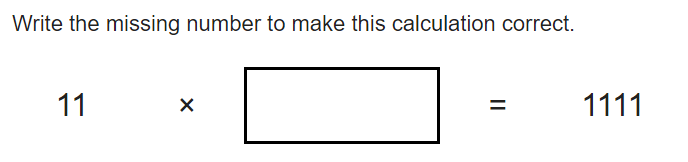 Write the missing number to make this calculation correct.
11 × = 1111